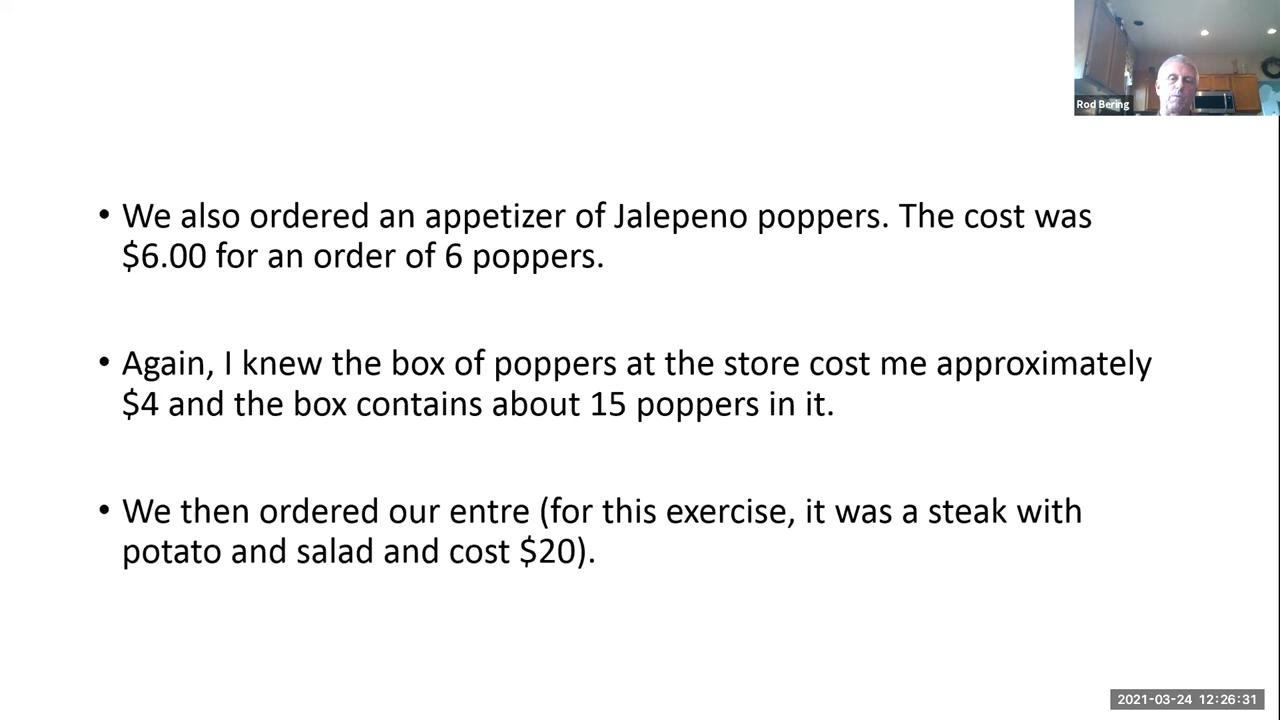 Rod Bering
• We also ordered an appetizer of Jalepeno poppers. The cost was
$6.00 for an order of 6 poppers.
• Again, I knew the box of poppers at the store cost me approximately
$4 and the box contains about 15 poppers in it.
• We then ordered our entre (for this exercise, it was a steak with
potato and salad and cost $20).
2021-03-24 12:26:31